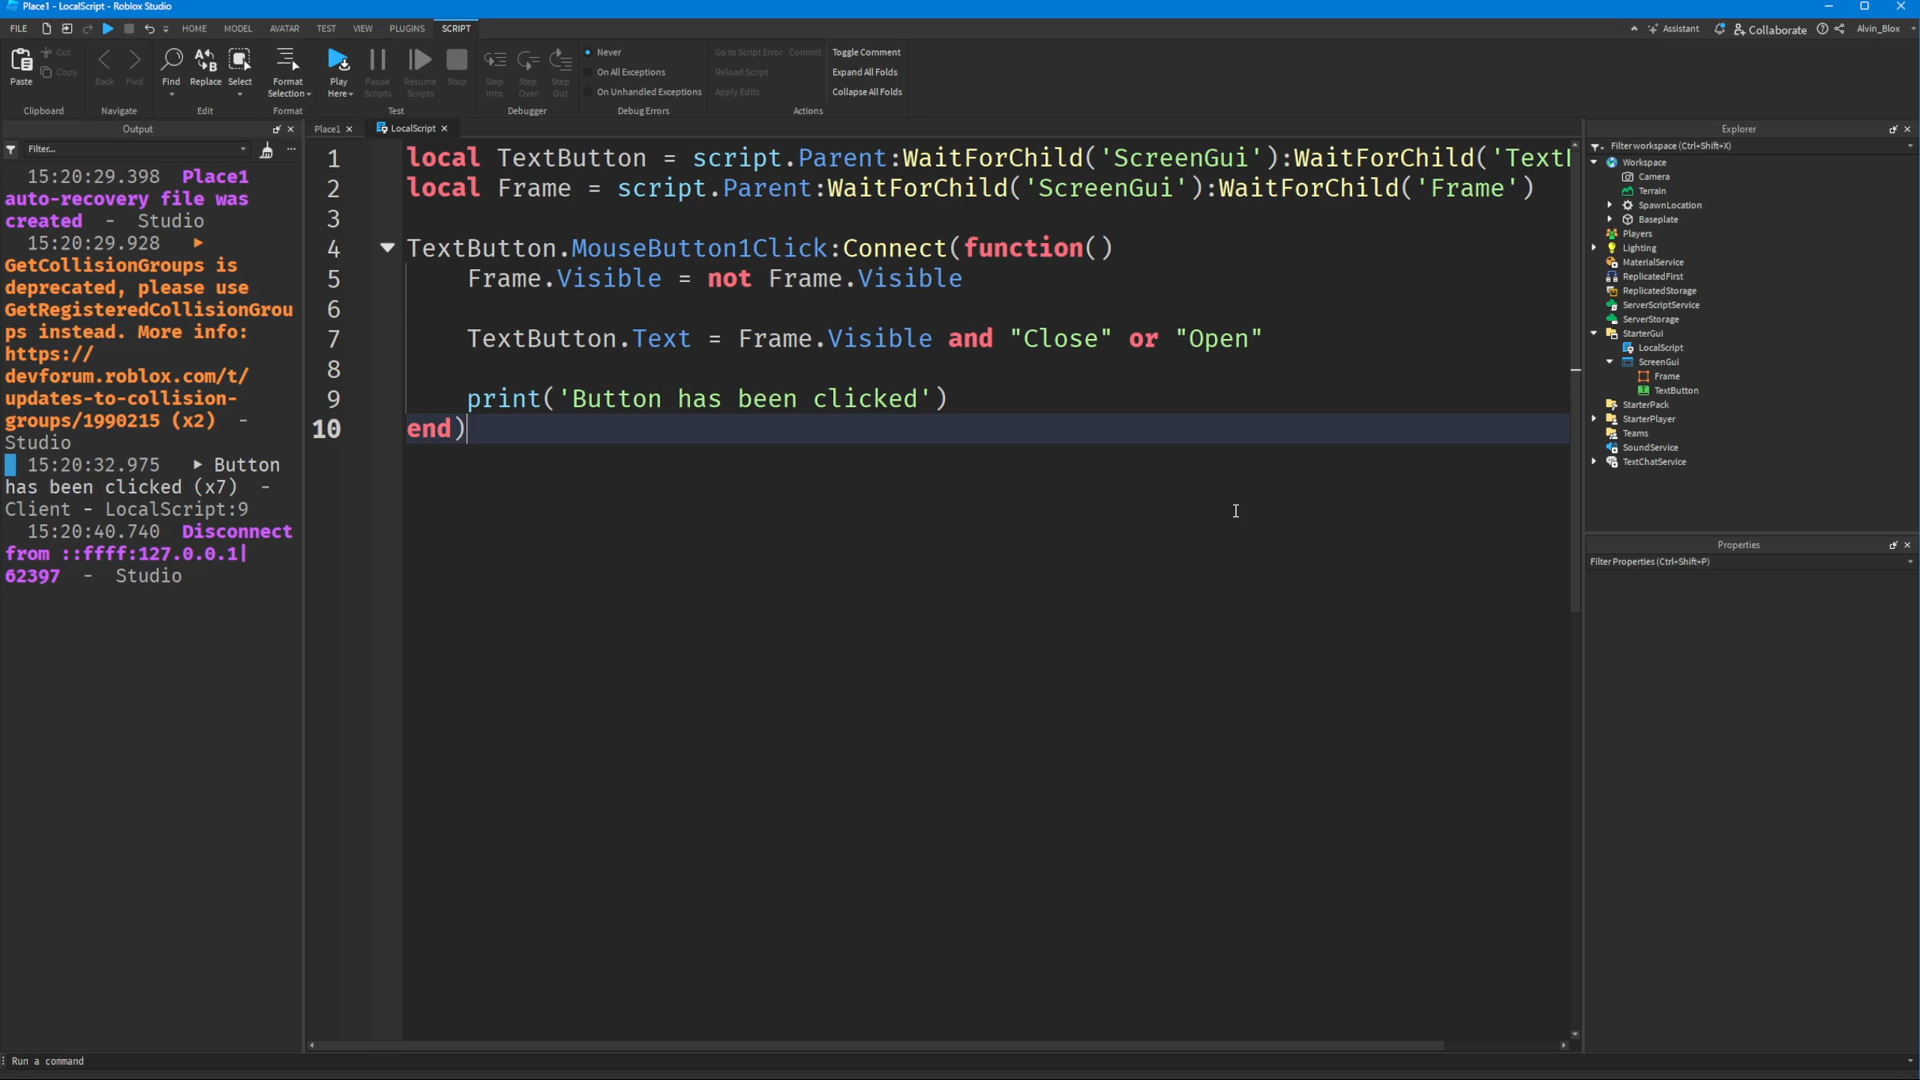 Place1 - LocalScript - Roblox Studio
FILE HOME MODEL AVATAR TEST VIEW PLUGINS SCRIPT Assistant Collaborate Alvin_Blox
Paste Cut Copy Back Fwd Find Replace Select Format Selection Play Here Pause Scripts Resume Scripts Stop Step Into Step Over Step Out
Never
On All Exceptions
On Unhandled Exceptions
Go to Script Error Commit
Reload Script
Apply Edits
Toggle Comment
Expand All Folds
Collapse All Folds
Clipboard Navigate Edit Format Test Debugger Debug Errors Actions
Output
Filter...
15:20:29.398 Place1
auto-recovery file was
created - Studio
15:20:29.928
GetCollisionGroups is
deprecated, please use
GetRegisteredCollisionGrou
ps instead. More info:
https://
devforum.roblox.com/t/
updates-to-collision-
groups/1990215 (x2) -
Studio
15:20:32.975 Button
has been clicked (x7) -
Client - LocalScript:9
15:20:40.740 Disconnect
from ::ffff:127.0.0.1|
62397 - Studio
Place1 LocalScript
1 local TextButton = script.Parent:WaitForChild('ScreenGui'):WaitForChild('Text
2 local Frame = script.Parent:WaitForChild('ScreenGui'):WaitForChild('Frame')
3
4 TextButton.MouseButton1Click:Connect(function()
5 Frame.Visible = not Frame.Visible
6
7 TextButton.Text = Frame.Visible and "Close" or "Open"
8
9 print('Button has been clicked')
10 end)
Explorer
Filter workspace (Ctrl+Shift+X)
Workspace
Camera
Terrain
SpawnLocation
Baseplate
Players
Lighting
MaterialService
ReplicatedFirst
ReplicatedStorage
ServerScriptService
ServerStorage
StarterGui
LocalScript
ScreenGui
Frame
TextButton
StarterPack
StarterPlayer
Teams
SoundService
TextChatService
Properties
Filter Properties (Ctrl+Shift+P)
Run a command